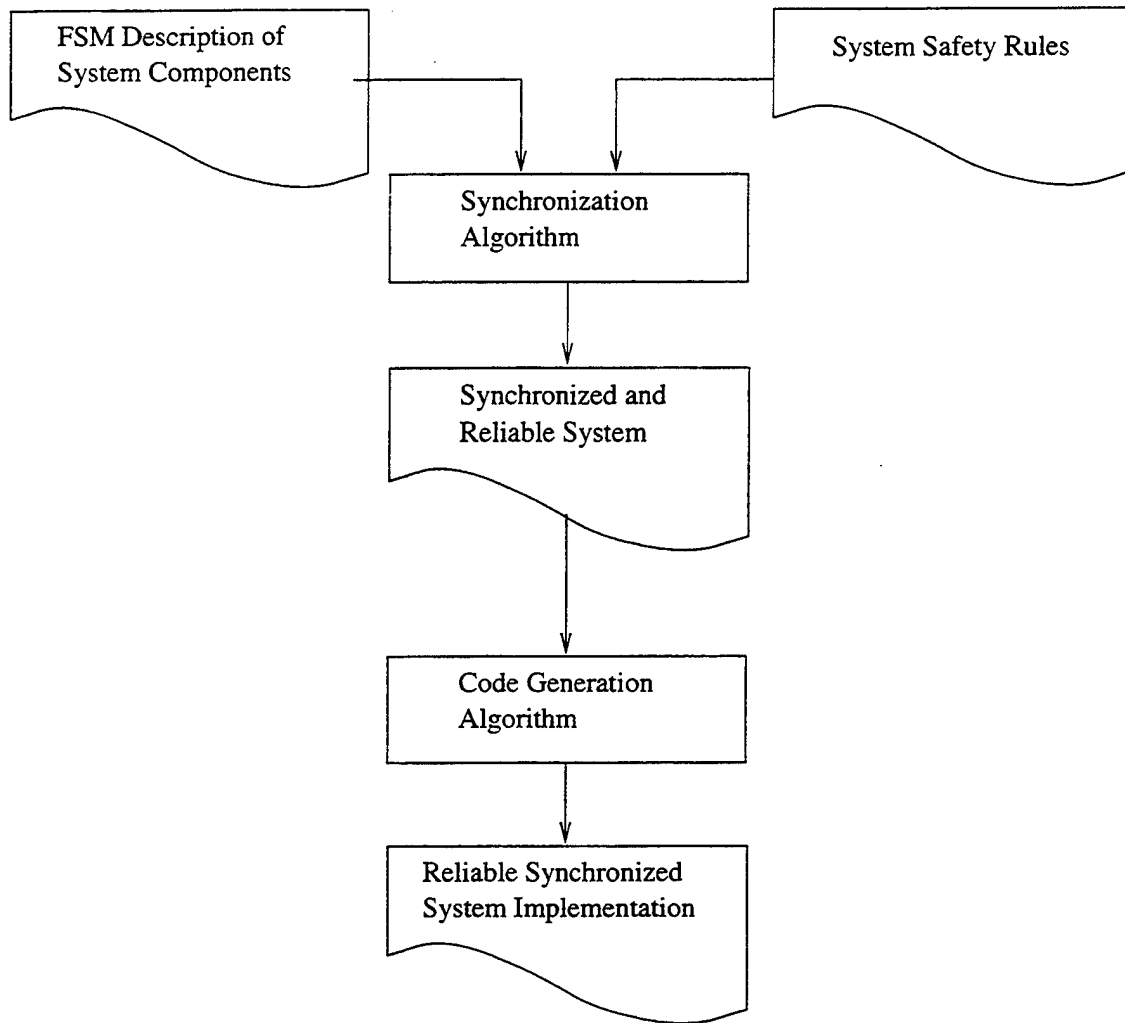 FSM Description of
System Components
System Safety Rules
Synchronization
Algorithm
Synchronized and
Reliable System
Code Generation
Algorithm
Reliable Synchronized
System Implementation